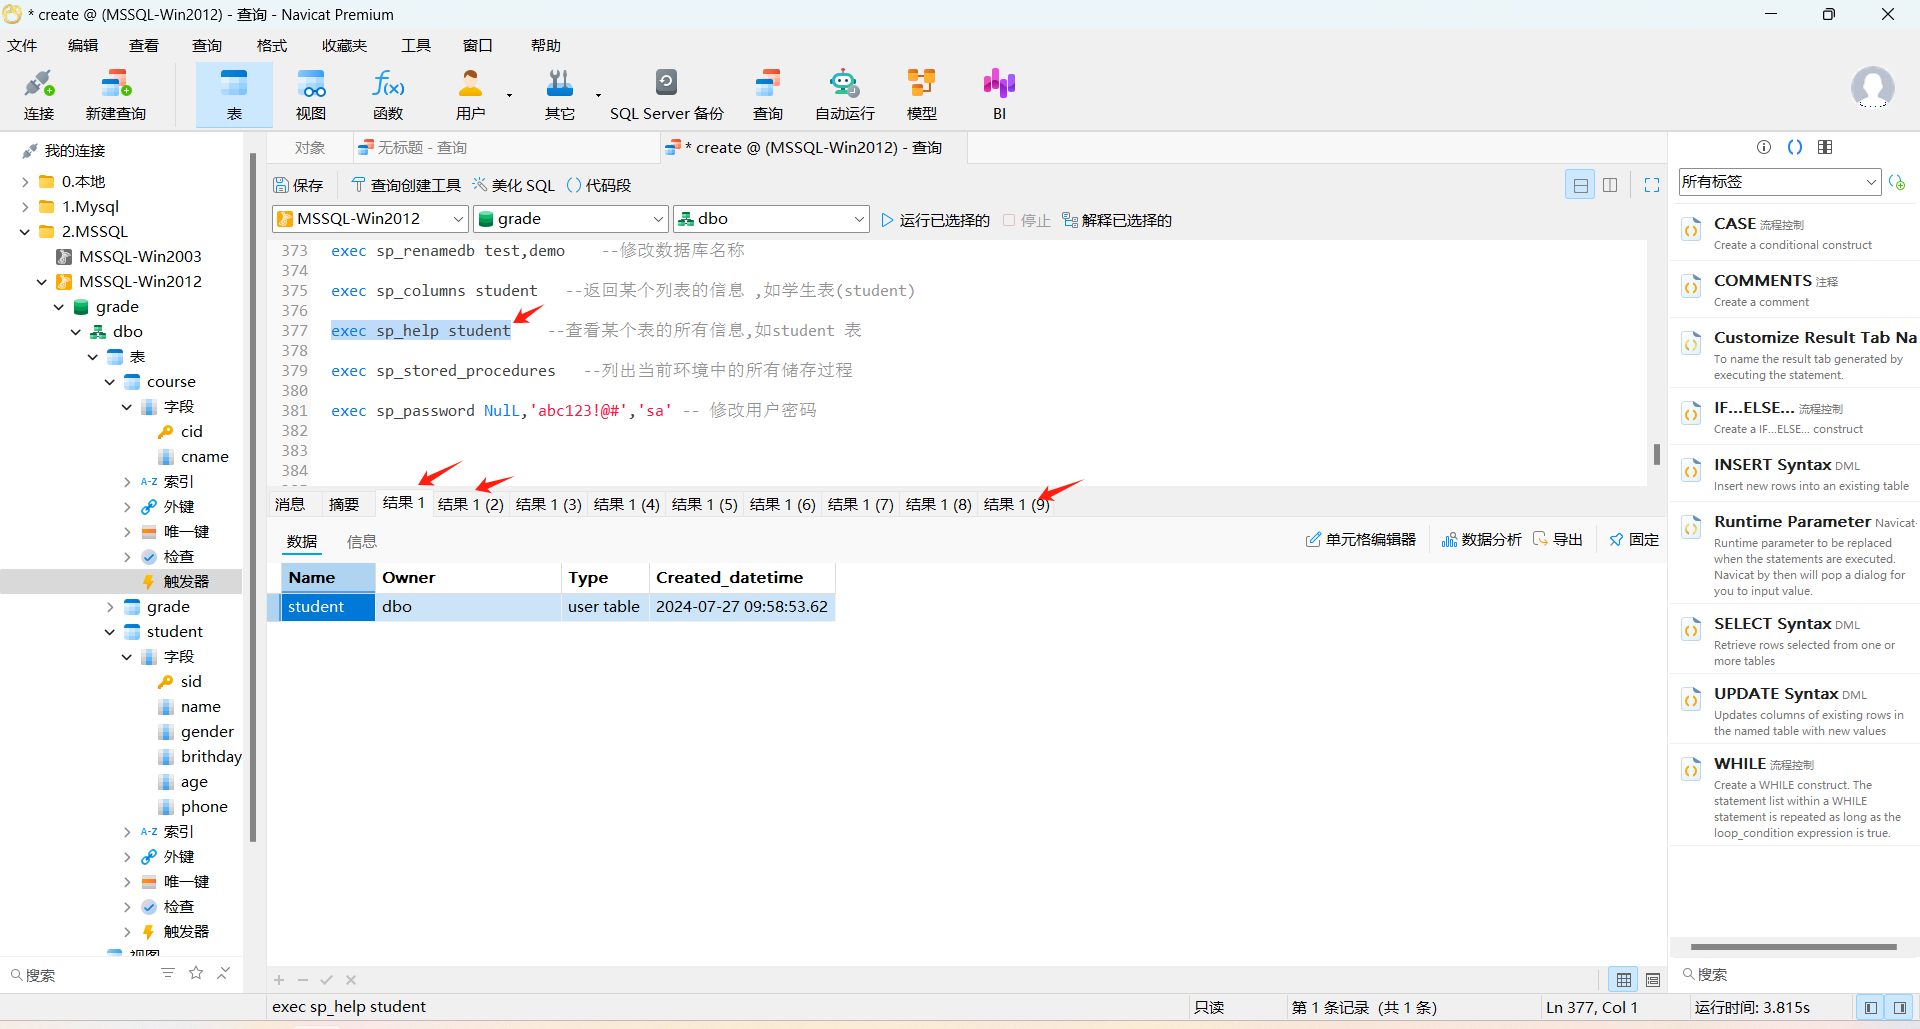 * create @ (MSSQL-Win2012) - 查询 - Navicat Premium
文件 编辑 查看 查询 格式 收藏夹 工具 窗口 帮助
连接 新建查询 表 视图 函数 用户 其它 SQL Server 备份 查询 自动运行 模型 BI
我的连接
0.本地
1.Mysql
2.MSSQL
MSSQL-Win2003
MSSQL-Win2012
grade
dbo
表
course
字段
cid
cname
索引
外键
唯一键
检查
触发器
grade
student
字段
sid
name
gender
brithday
age
phone
索引
外键
唯一键
检查
触发器
视图
搜索
对象 无标题 - 查询 * create @ (MSSQL-Win2012) - 查询
保存 查询创建工具 美化 SQL 代码段
MSSQL-Win2012 grade dbo 运行已选择的 停止 解释已选择的
373 exec sp_renamedb test,demo --修改数据库名称
374
375 exec sp_columns student --返回某个列表的信息 ,如学生表(student)
376
377 exec sp_help student --查看某个表的所有信息,如student 表
378
379 exec sp_stored_procedures --列出当前环境中的所有储存过程
380
381 exec sp_password NulL,'abc123!@#','sa' -- 修改用户密码
382
383
384
消息 摘要 结果 1 结果 1 (2) 结果 1 (3) 结果 1 (4) 结果 1 (5) 结果 1 (6) 结果 1 (7) 结果 1 (8) 结果 1 (9)
数据 信息 单元格编辑器 数据分析 导出 固定
Name Owner Type Created_datetime
student dbo user table 2024-07-27 09:58:53.62
exec sp_help student 只读 第 1 条记录 (共 1 条) Ln 377, Col 1 运行时间: 3.815s
所有标签
CASE 流程控制
Create a conditional construct
COMMENTS 注释
Create a comment
Customize Result Tab Na
To name the result tab generated by
executing the statement.
IF...ELSE... 流程控制
Create a IF...ELSE... construct
INSERT Syntax DML
Insert new rows into an existing table
Runtime Parameter Navicat
Runtime parameter to be replaced
when the statements are executed.
Navicat by then will pop a dialog for
you to input value.
SELECT Syntax DML
Retrieve rows selected from one or
more tables
UPDATE Syntax DML
Updates columns of existing rows in
the named table with new values
WHILE 流程控制
Create a WHILE construct. The
statement list within a WHILE
statement is repeated as long as the
loop_condition expression is true.
搜索